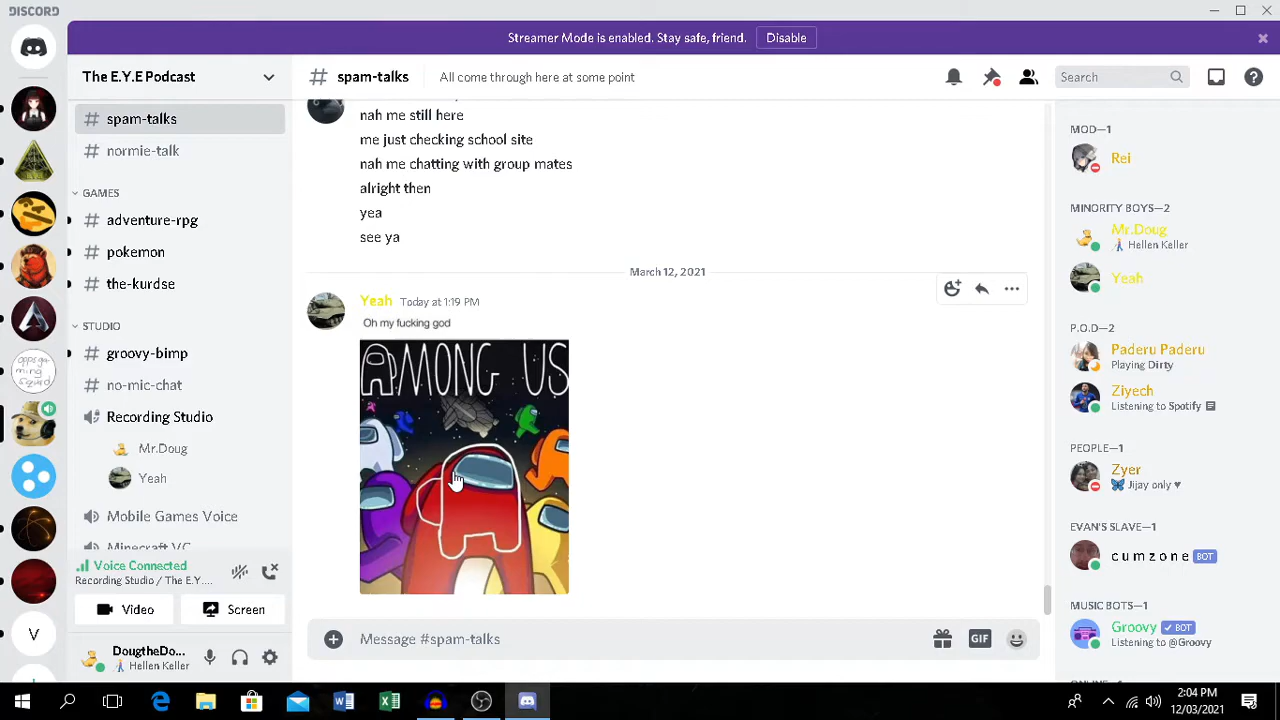 DISCORD
Streamer Mode is enabled. Stay safe, friend.
Disable
The E.Y.E Podcast
# spam-talks
All come through here at some point
Search
# spam-talks
# normie-talk
GAMES
# adventure-rpg
# pokemon
# the-kurdse
STUDIO
# groovy-bimp
# no-mic-chat
Recording Studio
Mr.Doug
Yeah
Mobile Games Voice
Minecraft VC
Voice Connected
Recording Studio / The E.Y....
Video
Screen
V
DougtheDo...
Hellen Keller
nah me still here
me just checking school site
nah me chatting with group mates
alright then
yea
see ya
March 12, 2021
Yeah Today at 1:19 PM
Oh my fucking god
AMONG US
Message #spam-talks
GIF
MOD—1
Rei
MINORITY BOYS—2
Mr.Doug
Hellen Keller
Yeah
P.O.D—2
Paderu Paderu
Playing Dirty
Ziyech
Listening to Spotify
PEOPLE—1
Zyer
Jijay only ♥
EVAN'S SLAVE—1
c u m z o n e BOT
MUSIC BOTS—1
Groovy ✓ BOT
Listening to @Groovy
2:04 PM
12/03/2021